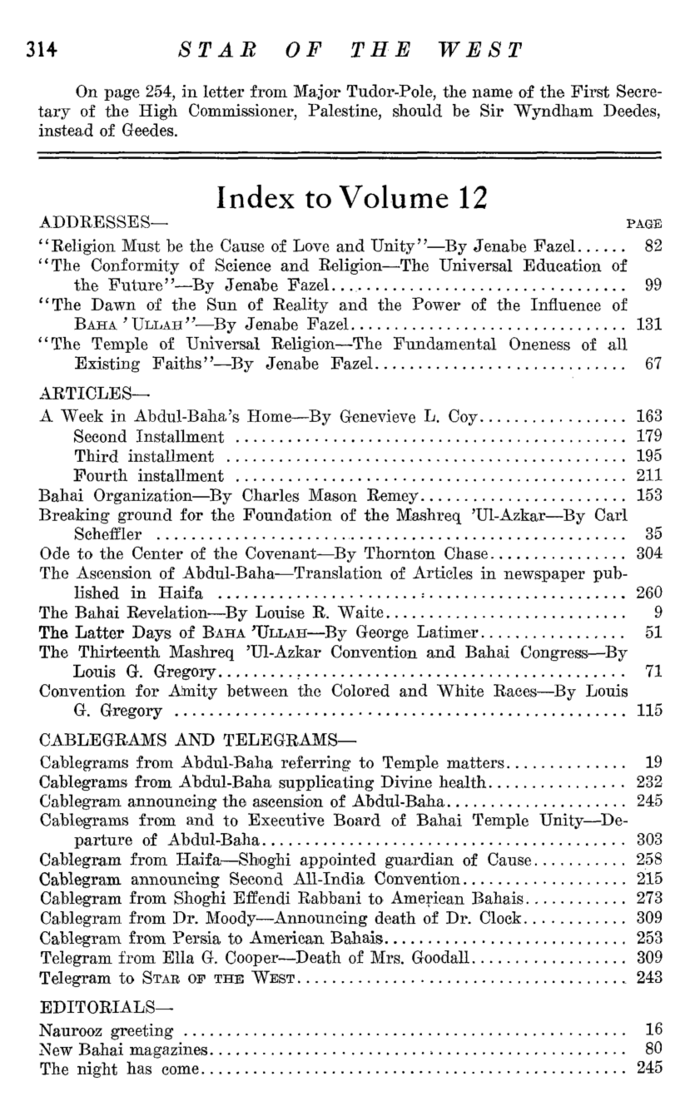 314 STAR OF THE WEST
On page 254, in letter from Major Tudor-Pole, the name of the First Secre-
tary of the High Commissioner, Palestine, should be Sir Wyndham Deedes,
instead of Geedes.
Index to Volume 12
ADDRESSES— PAGE
"Religion Must be the Cause of Love and Unity"—By Jenabe Fazel...... 82
"The Conformity of Science and Religion—The Universal Education of
the Future"—By Jenabe Fazel.................................. 99
"The Dawn of the Sun of Reality and the Power of the Influence of
BAHA 'ULLAH"—By Jenabe Fazel............................... 131
"The Temple of Universal Religion—The Fundamental Oneness of all
Existing Faiths"—By Jenabe Fazel............................. 67
ARTICLES—
A Week in Abdul-Baha's Home—By Genevieve L. Coy................. 163
Second Installment ............................................. 179
Third installment .............................................. 195
Fourth installment ............................................. 211
Bahai Organization—By Charles Mason Remey........................ 153
Breaking ground for the Foundation of the Mashreq 'Ul-Azkar—By Carl
Scheffler ...................................................... 35
Ode to the Center of the Covenant—By Thornton Chase................ 304
The Ascension of Abdul-Baha—Translation of Articles in newspaper pub-
lished in Haifa ............................................... 260
The Bahai Revelation—By Louise R. Waite............................ 9
The Latter Days of BAHA 'ULLAH—By George Latimer................. 51
The Thirteenth Mashreq 'Ul-Azkar Convention and Bahai Congress—By
Louis G. Gregory............................................... 71
Convention for Amity between the Colored and White Races—By Louis
G. Gregory .................................................... 115
CABLEGRAMS AND TELEGRAMS—
Cablegrams from Abdul-Baha referring to Temple matters.............. 19
Cablegrams from Abdul-Baha supplicating Divine health................ 232
Cablegram announcing the ascension of Abdul-Baha..................... 245
Cablegrams from and to Executive Board of Bahai Temple Unity—De-
parture of Abdul-Baha.......................................... 303
Cablegram from Haifa—Shoghi appointed guardian of Cause........... 258
Cablegram announcing Second All-India Convention................... 215
Cablegram from Shoghi Effendi Rabbani to American Bahais............ 273
Cablegram from Dr. Moody—Announcing death of Dr. Clock............ 309
Cablegram from Persia to American Bahais............................ 253
Telegram from Ella G. Cooper—Death of Mrs. Goodall.................. 309
Telegram to STAR OF THE WEST...................................... 243
EDITORIALS—
Naurooz greeting ................................................... 16
New Bahai magazines................................................ 80
The night has come................................................. 245